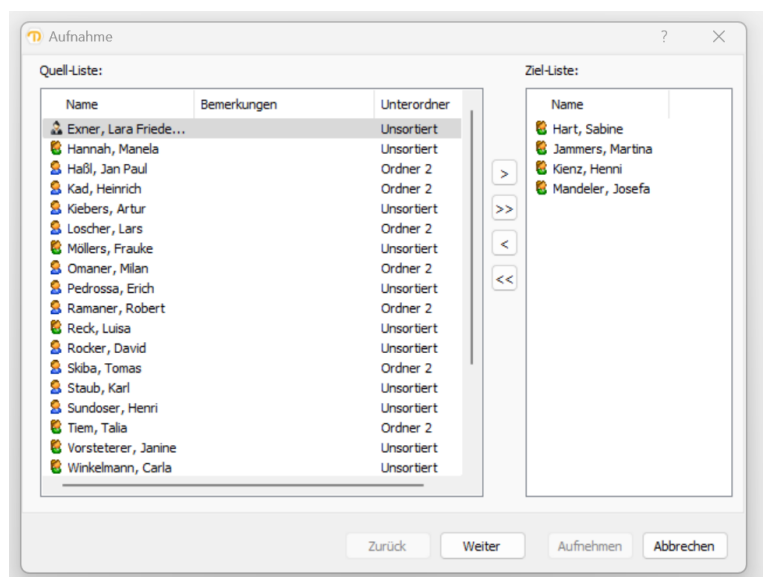 Aufnahme
Quell-Liste:
Ziel-Liste:
Name Bemerkungen Unterordner
Exner, Lara Friede... Unsortiert
Hannah, Manela Unsortiert
Haßl, Jan Paul Ordner 2
Kad, Heinrich Ordner 2
Kiebers, Artur Unsortiert
Loscher, Lars Ordner 2
Möllers, Frauke Unsortiert
Omaner, Milan Ordner 2
Pedrossa, Erich Unsortiert
Ramaner, Robert Ordner 2
Reck, Luisa Unsortiert
Rocker, David Unsortiert
Skiba, Tomas Ordner 2
Staub, Karl Unsortiert
Sundoser, Henri Unsortiert
Tiem, Talia Ordner 2
Vorsteterer, Janine Unsortiert
Winkelmann, Carla Unsortiert
>
>>
<
<<
Name
Hart, Sabine
Jammers, Martina
Kienz, Henni
Mandeler, Josefa
Zurück Weiter Aufnehmen Abbrechen